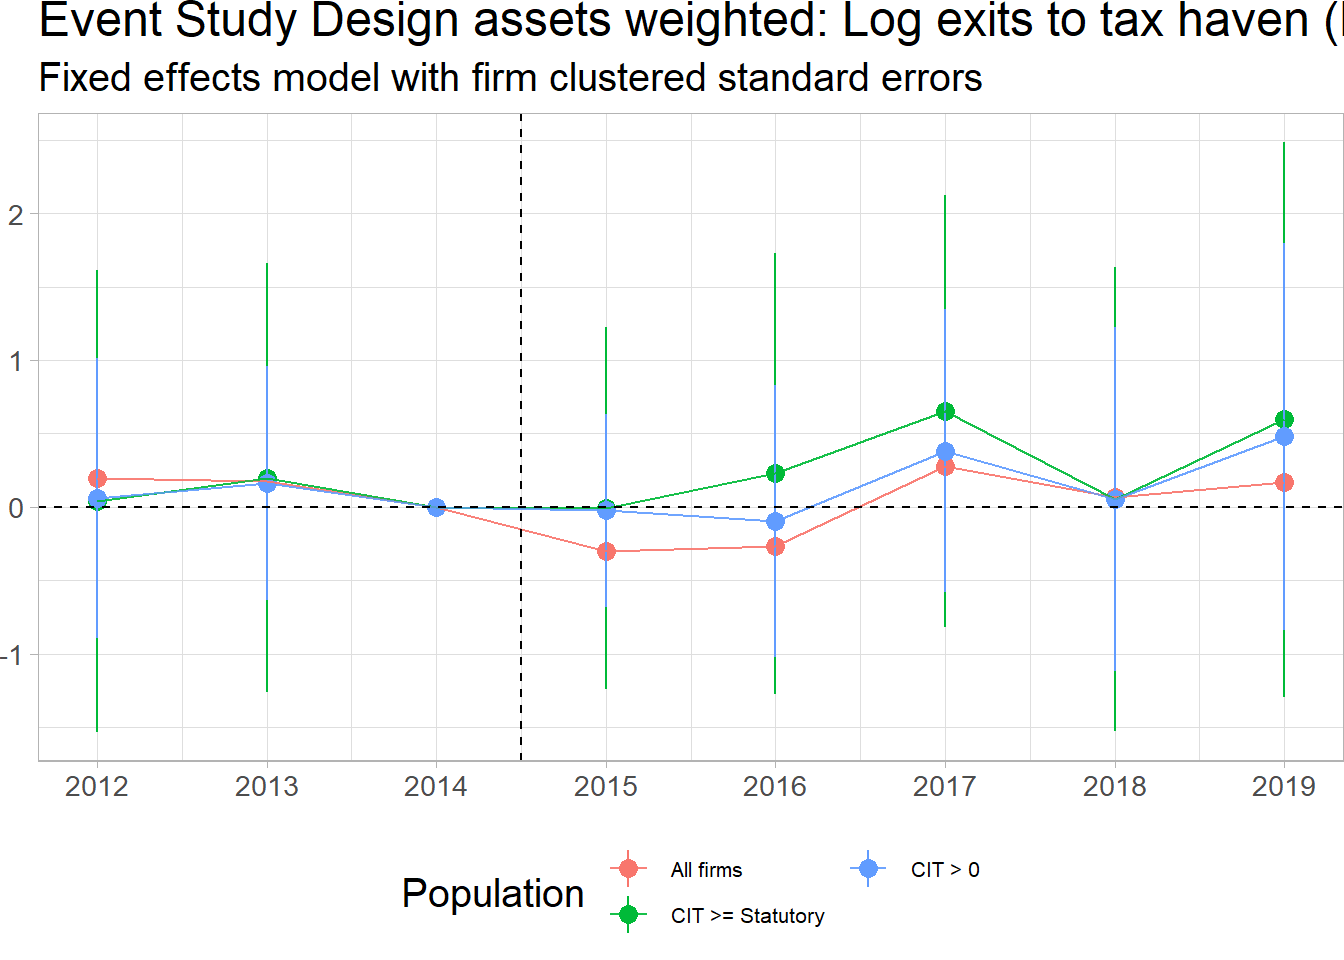 Event Study Design assets weighted: Log exits to tax haven (
Fixed effects model with firm clustered standard errors
2
1
0
-1
2012 2013 2014 2015 2016 2017 2018 2019
Population
All firms
CIT > 0
CIT >= Statutory